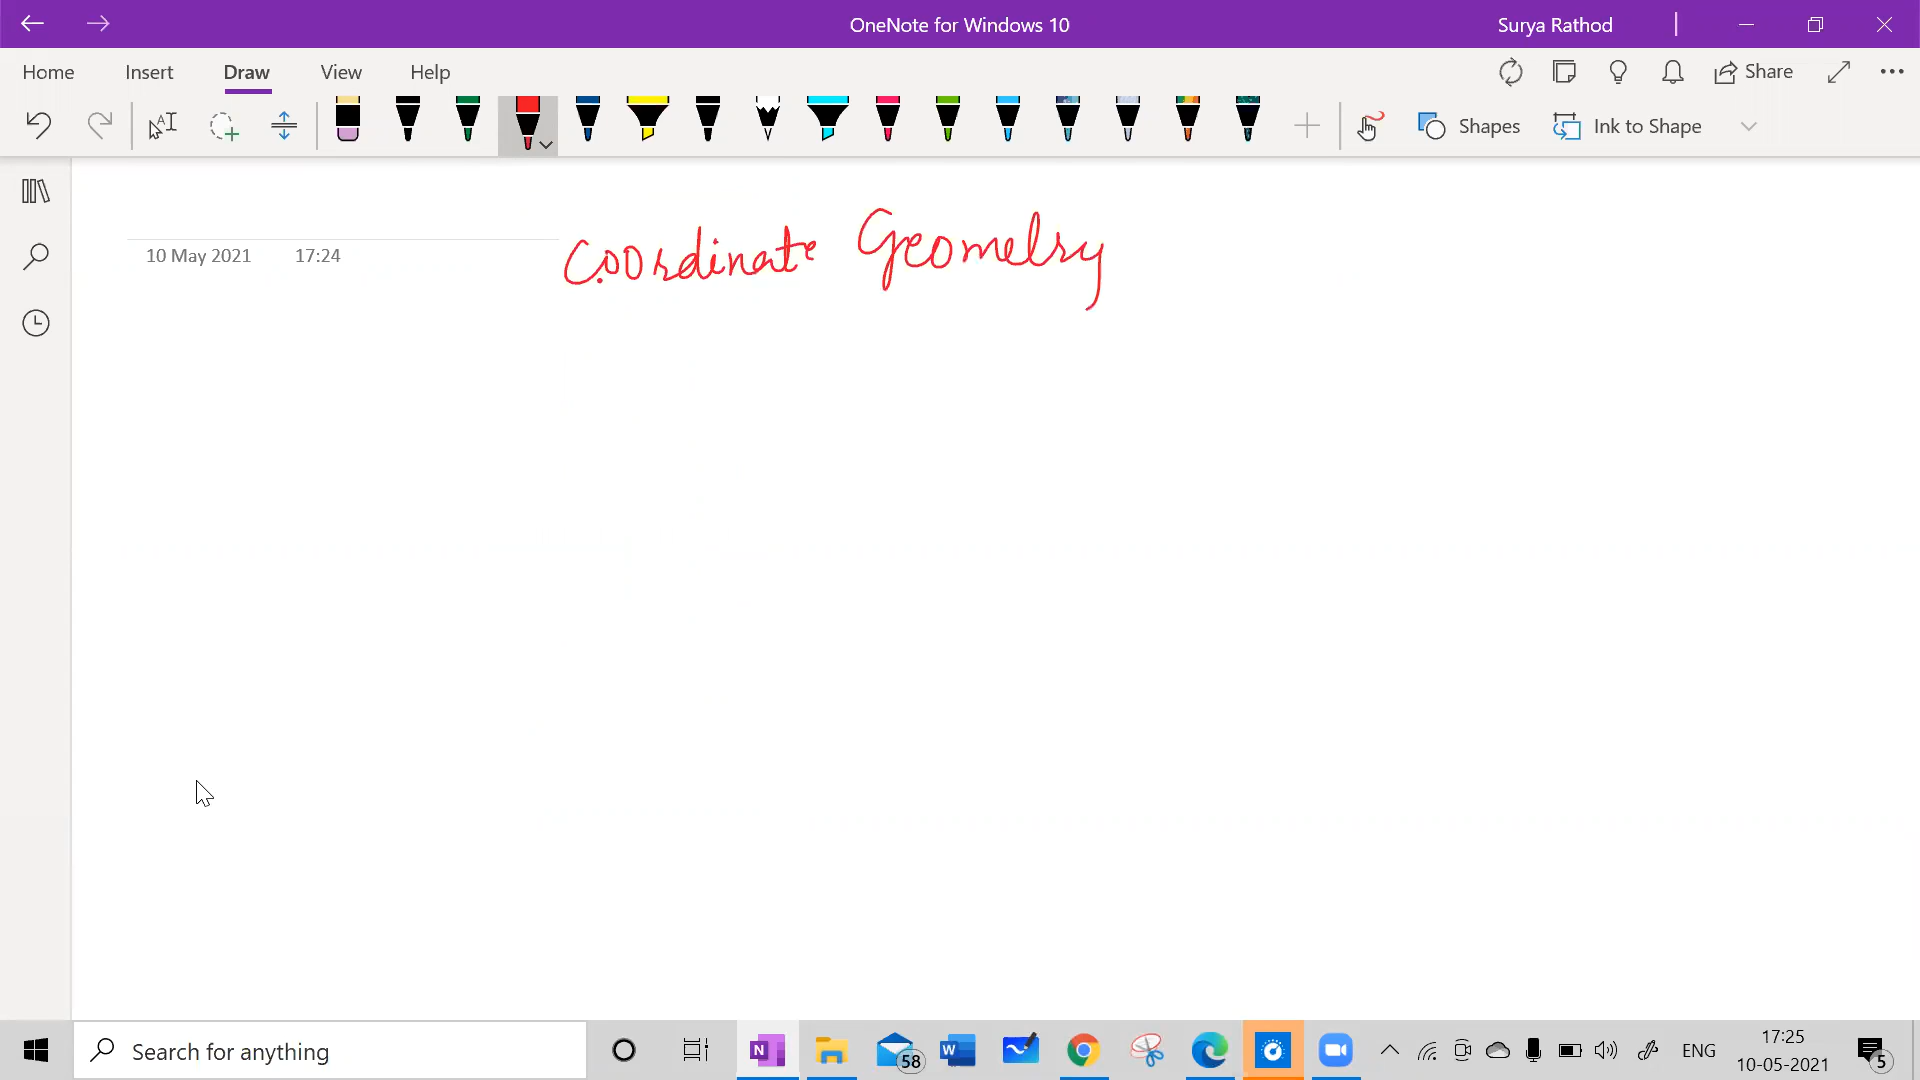 OneNote for Windows 10
Surya Rathod
Home Insert Draw View Help
Share
Shapes
Ink to Shape
Coordinate Geometry
10 May 2021 17:24
Search for anything
58
ENG
17:25
10-05-2021
5